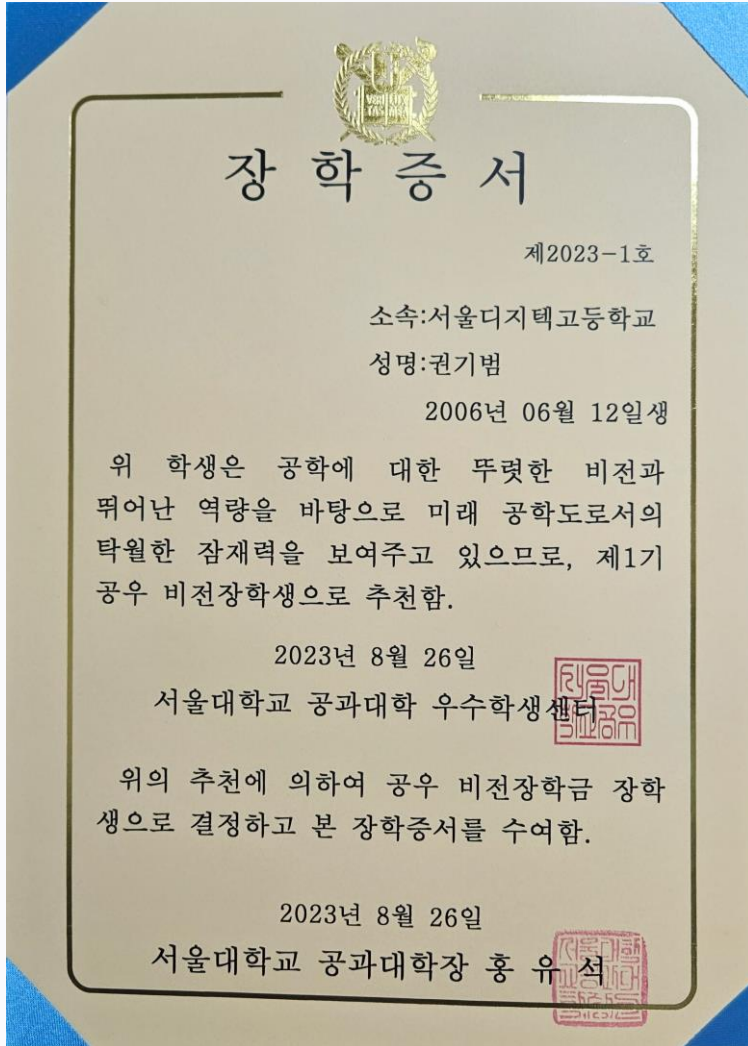 VERI LUX
TAS MEA
장 학 증 서
제2023-1호
소속:서울디지텍고등학교
성명:권기범
2006년 06월 12일생
위 학생은 공학에 대한 뚜렷한 비전과
뛰어난 역량을 바탕으로 미래 공학도로서의
탁월한 잠재력을 보여주고 있으므로, 제1기
공우 비전장학생으로 추천함.
2023년 8월 26일
서울대학교 공과대학 우수학생센터
위의 추천에 의하여 공우 비전장학금 장학
생으로 결정하고 본 장학증서를 수여함.
2023년 8월 26일
서울대학교 공과대학장 홍 유 석